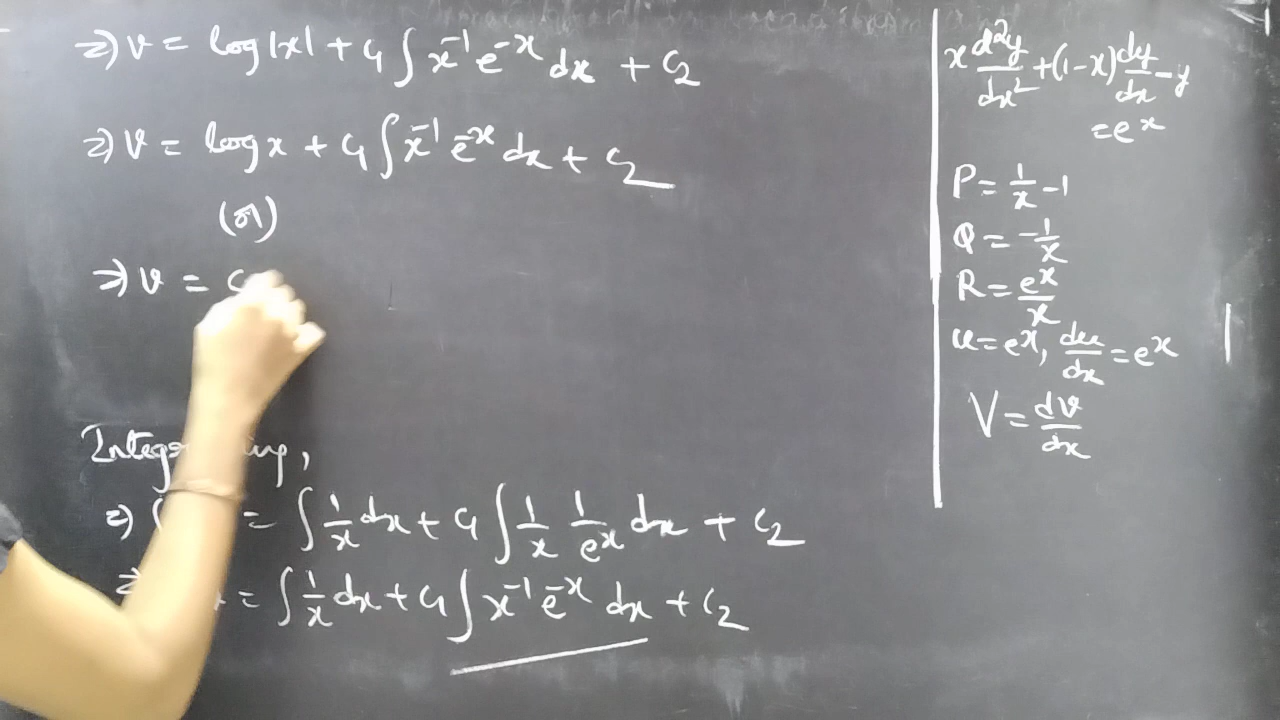 ⇒ v = log|x| + c₁ ∫ x⁻¹ e⁻ˣ dx + c₂
⇒ v = log x + c₁ ∫ x⁻¹ e⁻ˣ dx + c₂
(or)
⇒ v = c
Integ ing,
⇒ = ∫ 1/x dx + c₁ ∫ 1/x 1/eˣ dx + c₂
= ∫ 1/x dx + c₁ ∫ x⁻¹ e⁻ˣ dx + c₂
x d²y/dx² + (1-x) dy/dx - y
= eˣ
P = 1/x - 1
Q = -1/x
R = eˣ/x
u = eˣ, du/dx = eˣ
V = dv/dx